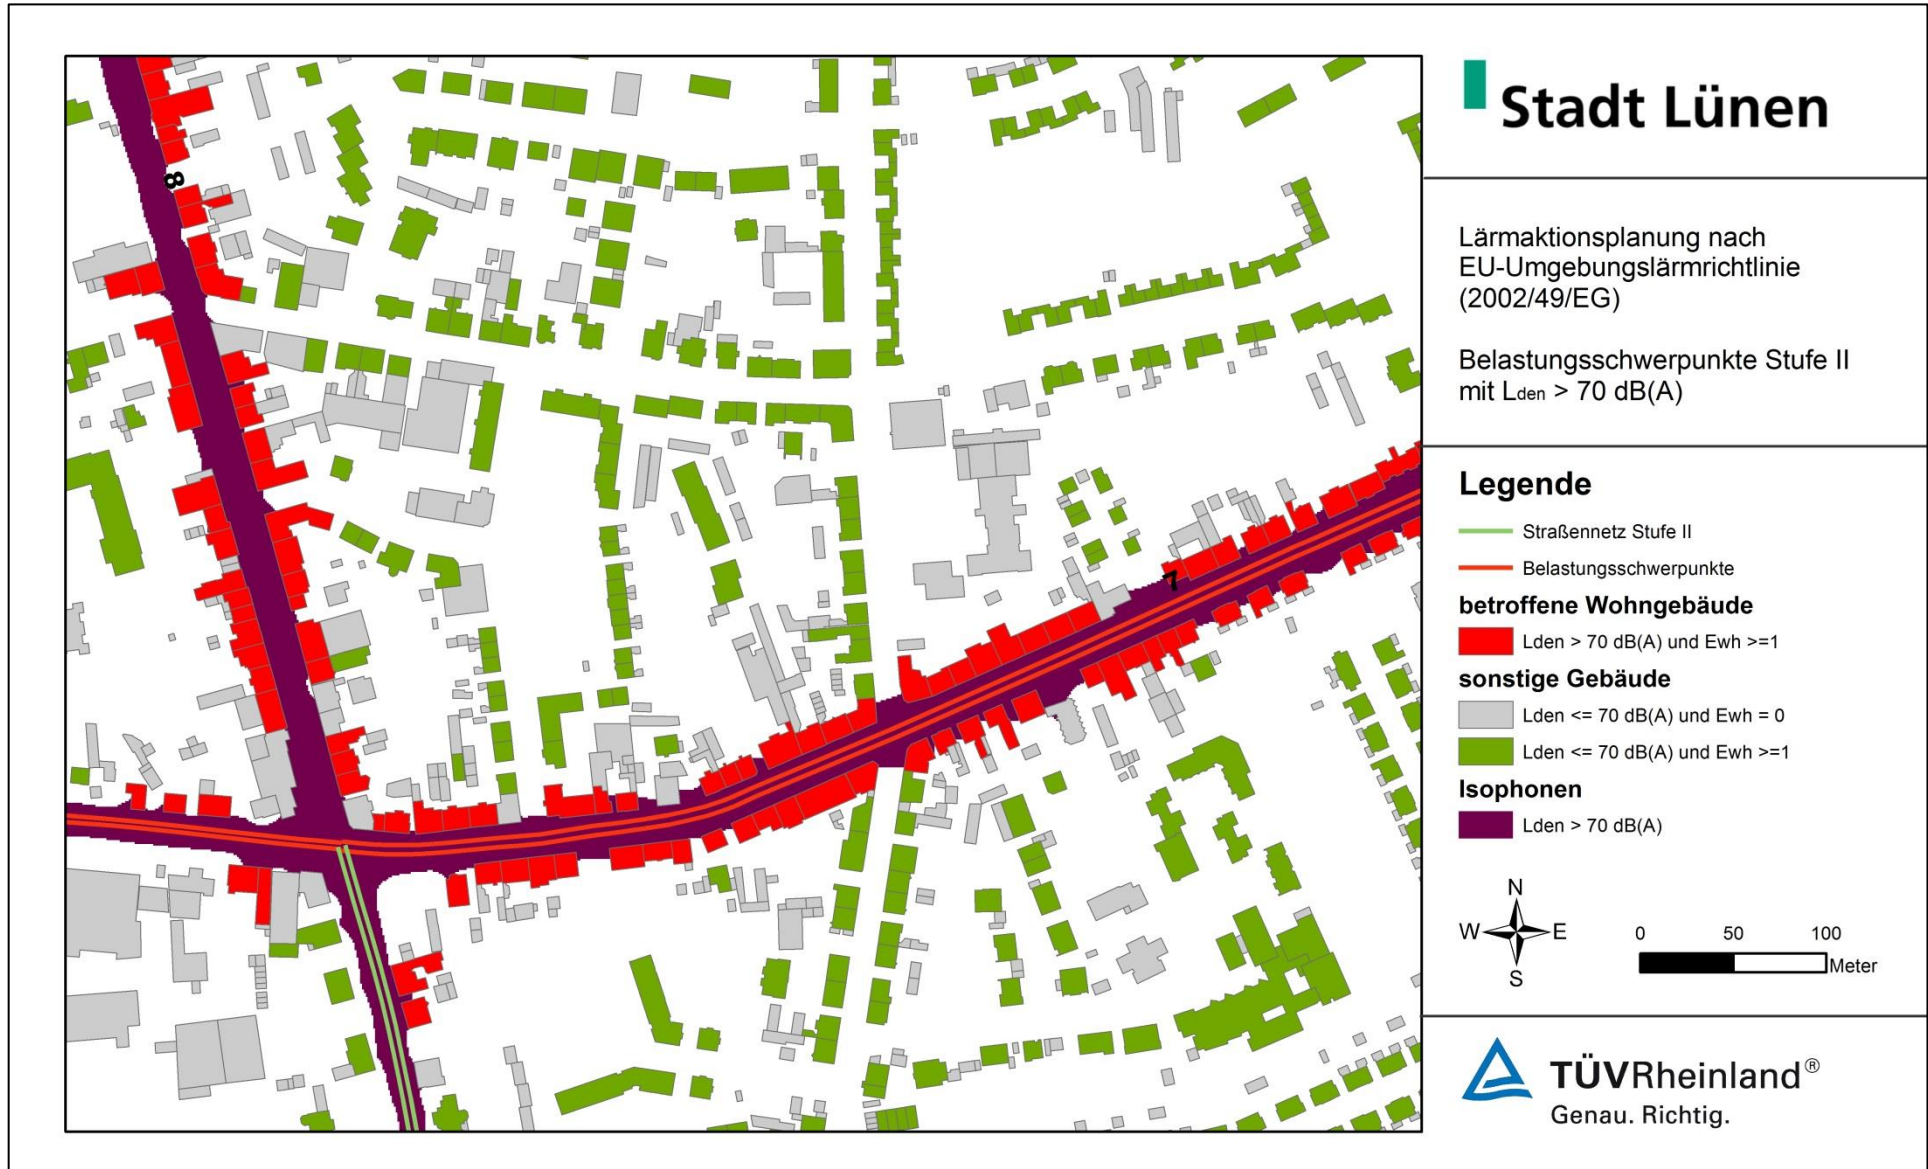 8
7
Stadt Lünen
Lärmaktionsplanung nach
EU-Umgebungslärmrichtlinie
(2002/49/EG)
Belastungsschwerpunkte Stufe II
mit Lden > 70 dB(A)
Legende
Straßennetz Stufe II
Belastungsschwerpunkte
betroffene Wohngebäude
Lden > 70 dB(A) und Ewh >=1
sonstige Gebäude
Lden <= 70 dB(A) und Ewh = 0
Lden <= 70 dB(A) und Ewh >=1
Isophonen
Lden > 70 dB(A)
N
W E
S
0 50 100
Meter
TÜVRheinland®
Genau. Richtig.